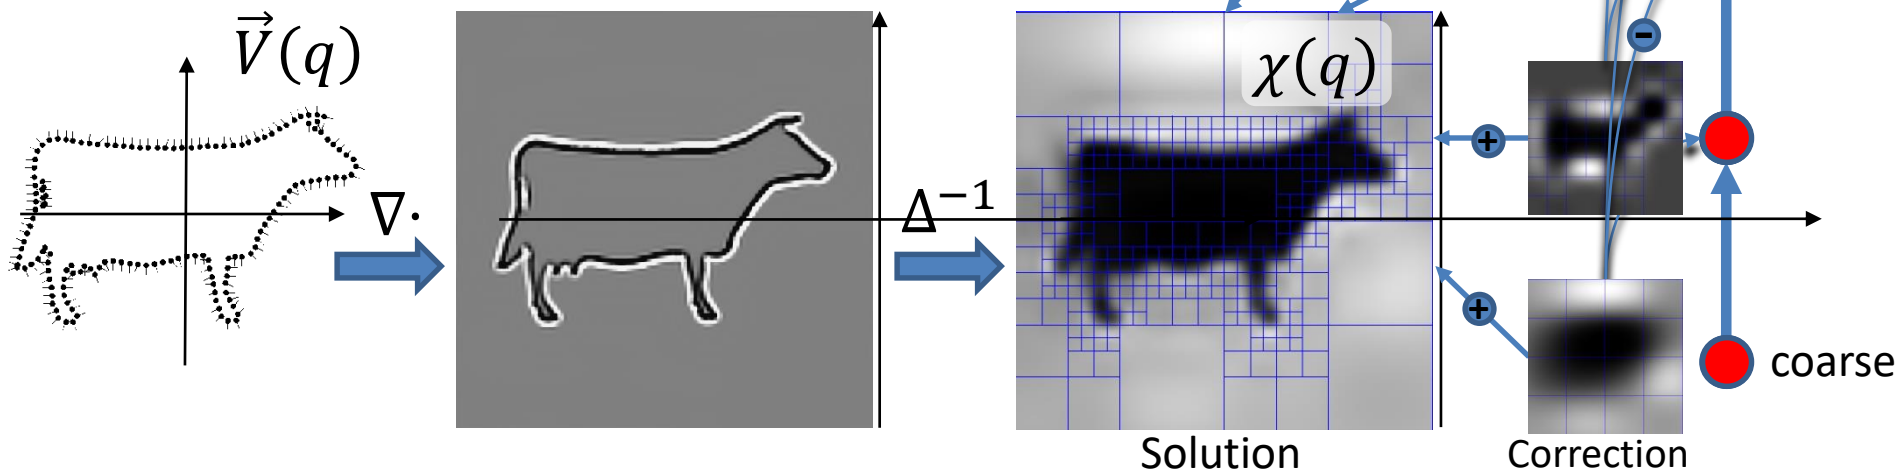 V⃗(q)
∇·
Δ⁻¹
χ(q)
−
+
+
coarse
Solution
Correction